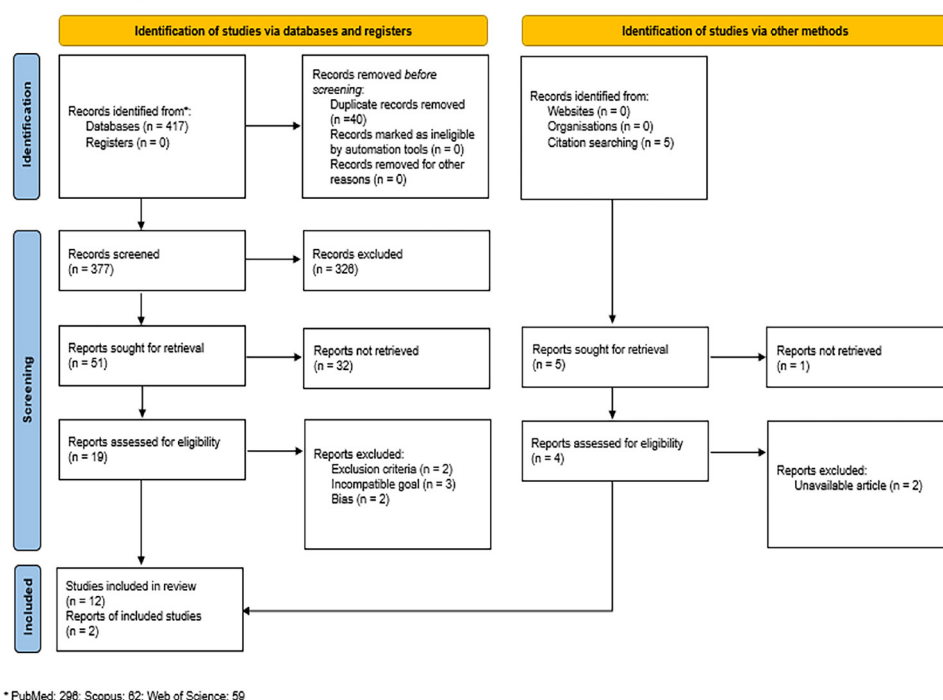 Identification of studies via databases and registers
Identification of studies via other methods
Identification
Records identified from*:
Databases (n = 417)
Registers (n = 0)
Records removed before
screening:
Duplicate records removed
(n =40)
Records marked as ineligible
by automation tools (n = 0)
Records removed for other
reasons (n = 0)
Records identified from:
Websites (n = 0)
Organisations (n = 0)
Citation searching (n = 5)
Screening
Records screened
(n = 377)
Records excluded
(n = 326)
Reports sought for retrieval
(n = 51)
Reports not retrieved
(n = 32)
Reports sought for retrieval
(n = 5)
Reports not retrieved
(n = 1)
Reports assessed for eligibility
(n = 19)
Reports excluded:
Exclusion criteria (n = 2)
Incompatible goal (n = 3)
Bias (n = 2)
Reports assessed for eligibility
(n = 4)
Reports excluded:
Unavailable article (n = 2)
Included
Studies included in review
(n = 12)
Reports of included studies
(n = 2)
* PubMed: 296; Scopus: 62; Web of Science: 59